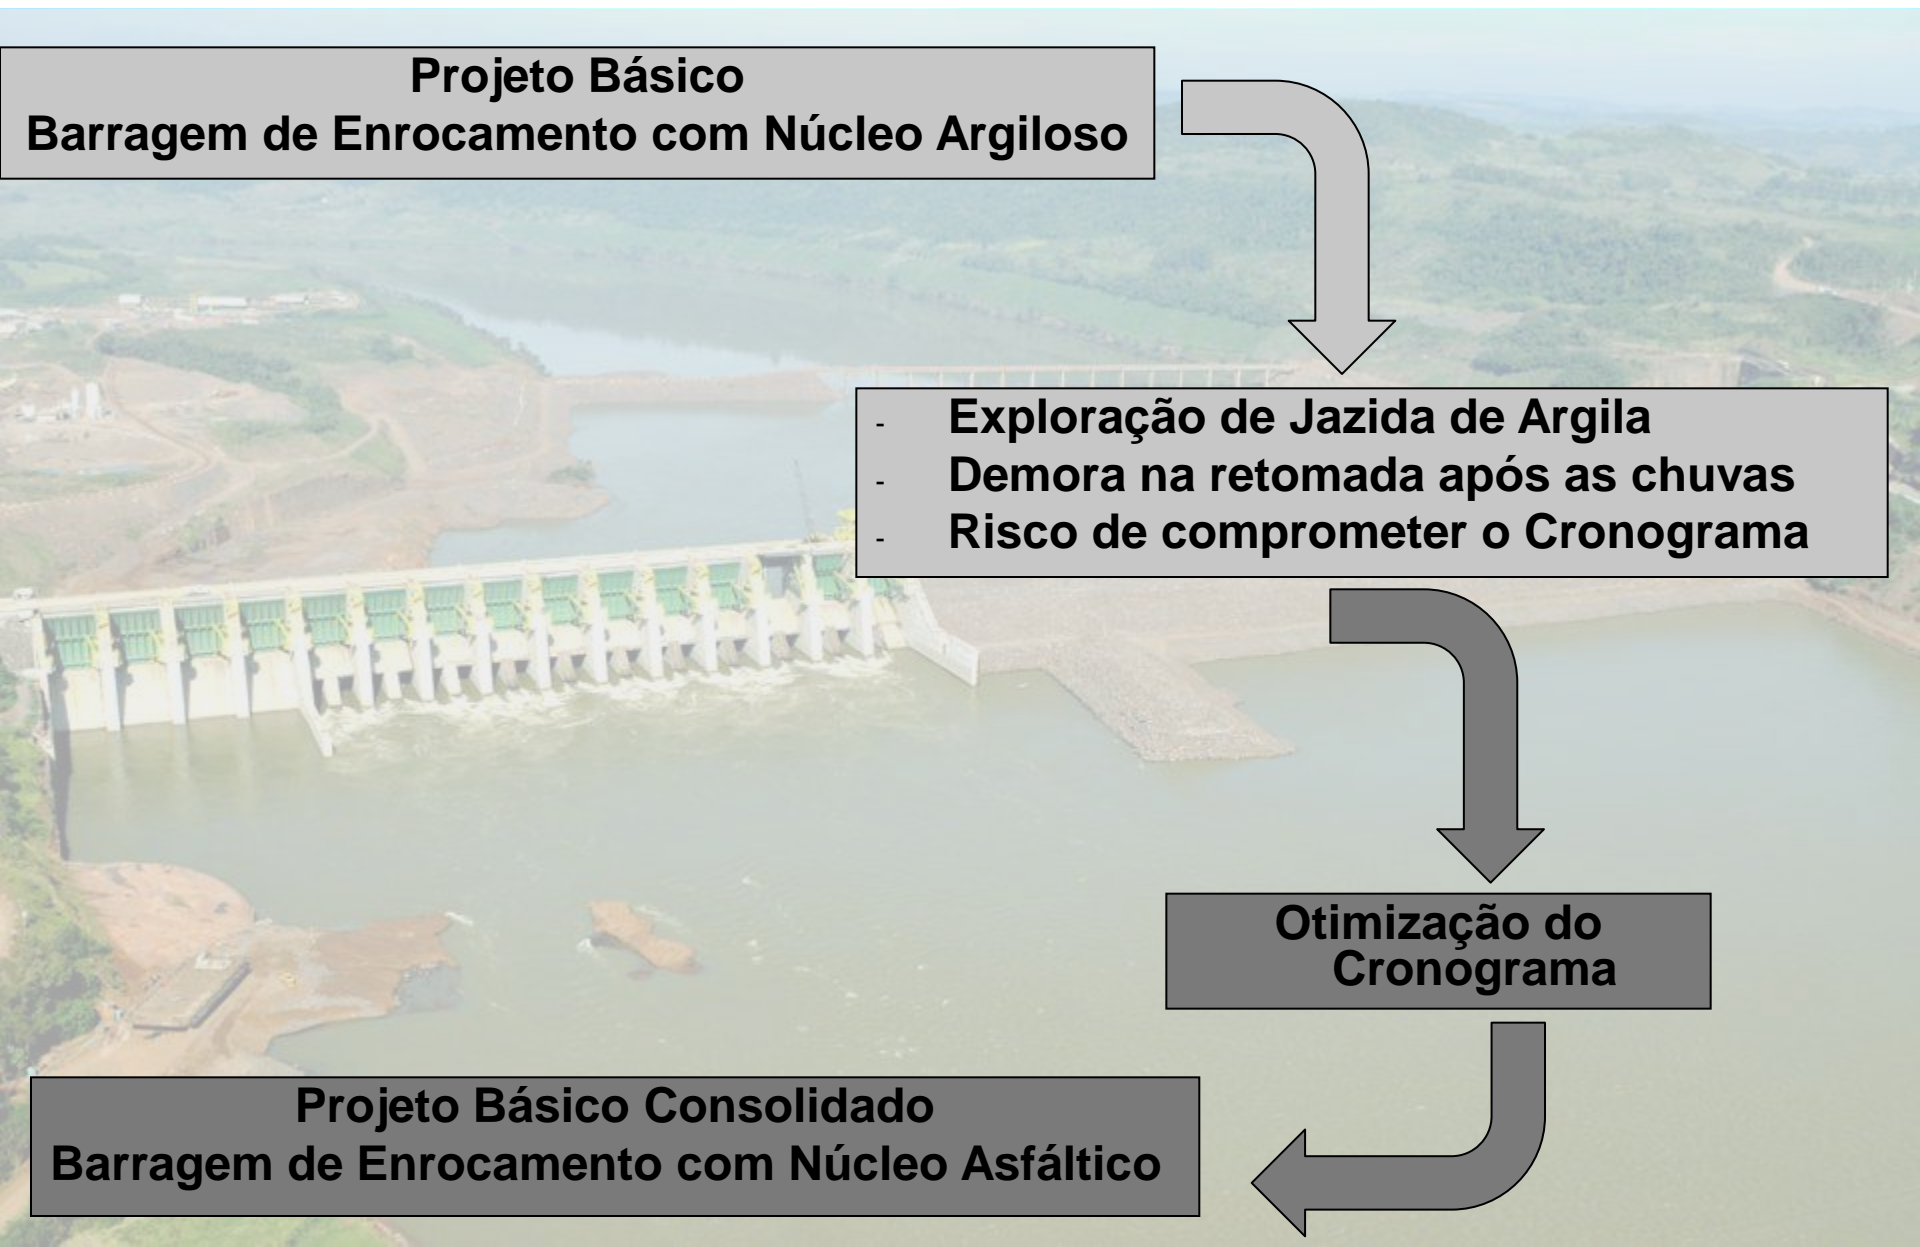 Projeto Básico
Barragem de Enrocamento com Núcleo Argiloso
- Exploração de Jazida de Argila
- Demora na retomada após as chuvas
- Risco de comprometer o Cronograma
Otimização do
Cronograma
Projeto Básico Consolidado
Barragem de Enrocamento com Núcleo Asfáltico